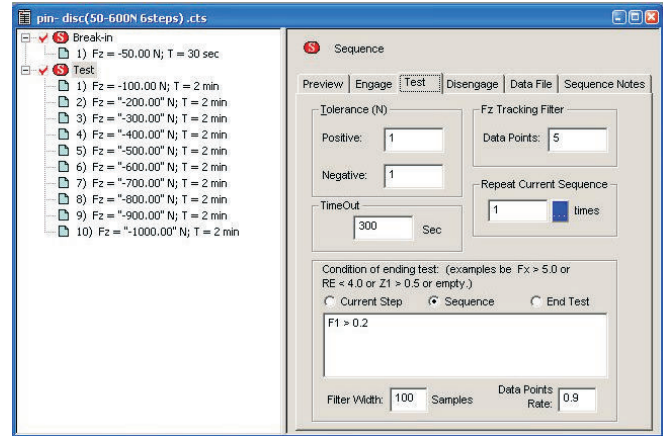 pin- disc(50-600N 6steps) .cts
Break-in
1) Fz = -50.00 N; T = 30 sec
Test
1) Fz = -100.00 N; T = 2 min
2) Fz = "-200.00" N; T = 2 min
3) Fz = "-300.00" N; T = 2 min
4) Fz = "-400.00" N; T = 2 min
5) Fz = "-500.00" N; T = 2 min
6) Fz = "-600.00" N; T = 2 min
7) Fz = "-700.00" N; T = 2 min
8) Fz = "-800.00" N; T = 2 min
9) Fz = "-900.00" N; T = 2 min
10) Fz = "-1000.00" N; T = 2 min
S Sequence
Preview Engage Test Disengage Data File Sequence Notes
Tolerance (N)
Positive: 1
Negative: 1
Fz Tracking Filter
Data Points: 5
TimeOut
300 Sec
Repeat Current Sequence
1 ... times
Condition of ending test: (examples be Fx > 5.0 or
RE < 4.0 or Z1 > 0.5 or empty.)
Current Step Sequence End Test
F1 > 0.2
Filter Width: 100 Samples
Data Points
Rate: 0.9